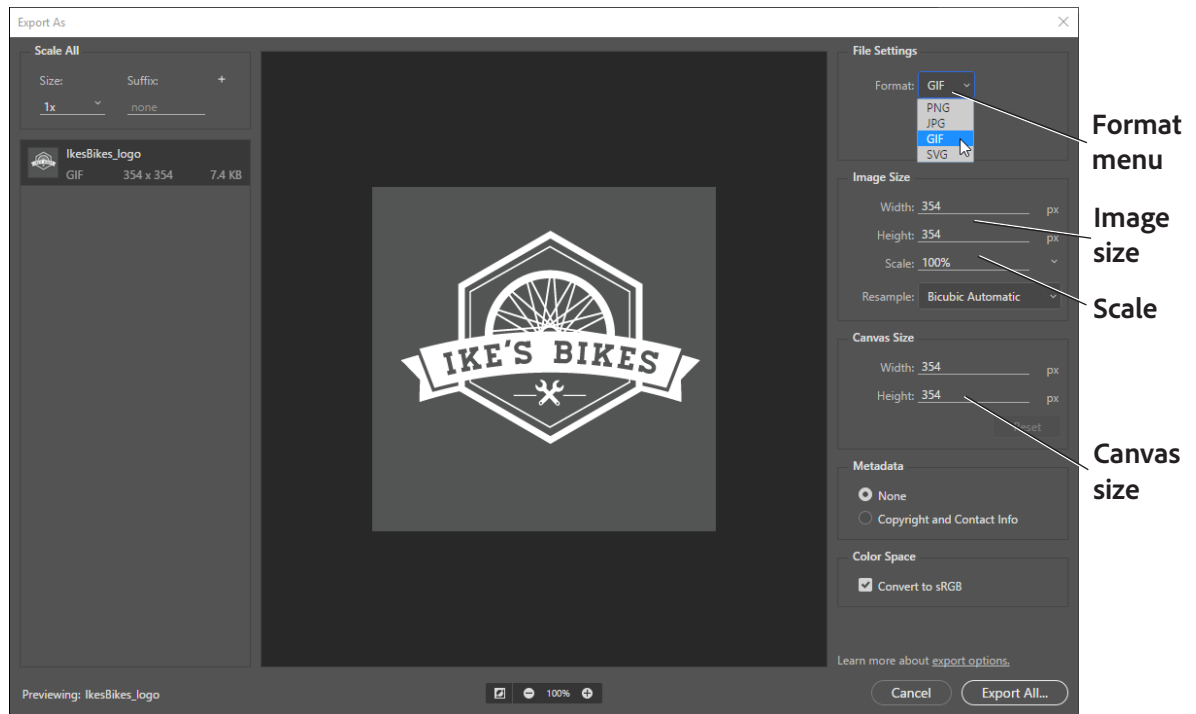 Export As
Scale All
Size:
Suffix:
+
1x
none
IkesBikes_logo
GIF 354 x 354 7.4 KB
IKE'S BIKES
File Settings
Format: GIF
PNG
JPG
GIF
SVG
Image Size
Width: 354 px
Height: 354 px
Scale: 100%
Resample: Bicubic Automatic
Canvas Size
Width: 354 px
Height: 354 px
Reset
Metadata
None
Copyright and Contact Info
Color Space
Convert to sRGB
Learn more about export options.
Previewing: IkesBikes_logo
100%
Cancel
Export All...
Format
menu
Image
size
Scale
Canvas
size